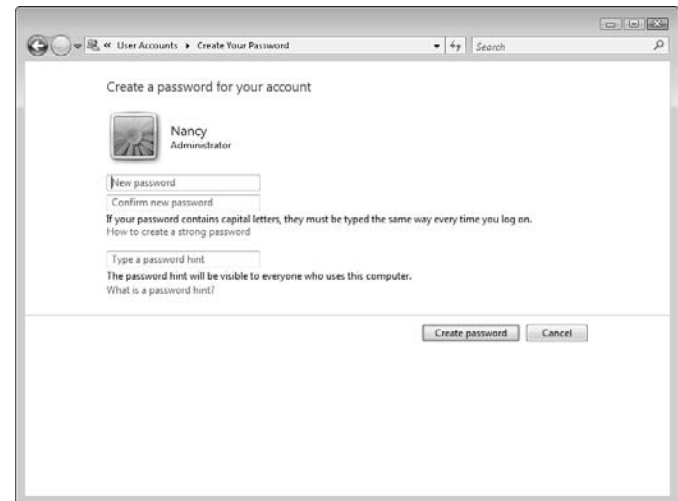 « User Accounts ▸ Create Your Password
Search
Create a password for your account
Nancy
Administrator
New password
Confirm new password
If your password contains capital letters, they must be typed the same way every time you log on.
How to create a strong password
Type a password hint
The password hint will be visible to everyone who uses this computer.
What is a password hint?
Create password Cancel